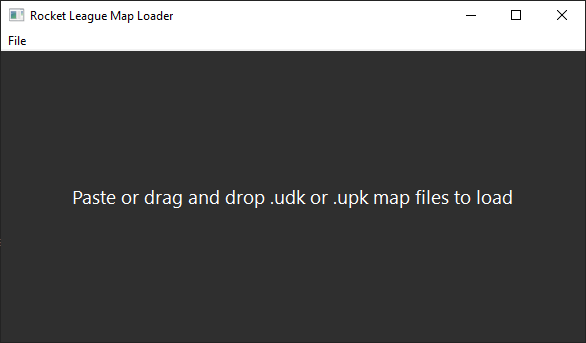 Rocket League Map Loader
File
Paste or drag and drop .udk or .upk map files to load